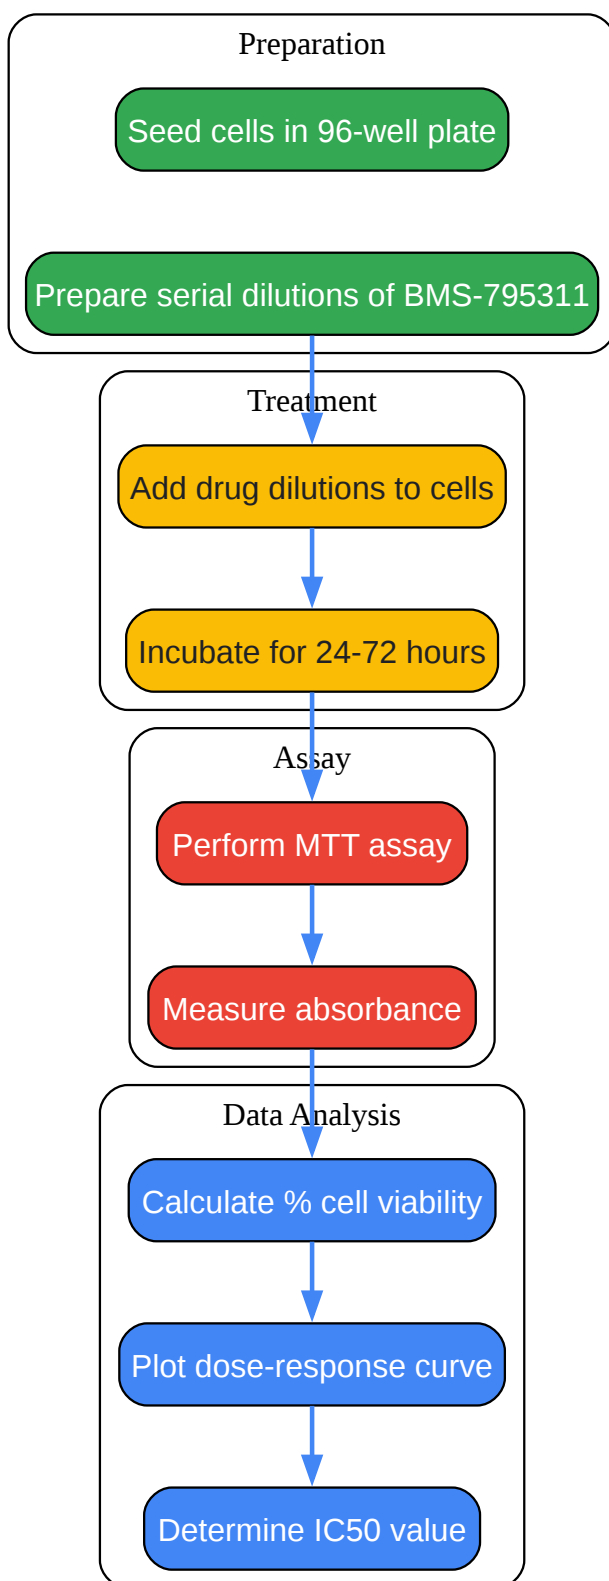 Preparation
Seed cells in 96-well plate
Prepare serial dilutions of BMS-795311
Treatment
Add drug dilutions to cells
Incubate for 24-72 hours
Assay
Perform MTT assay
Measure absorbance
Data Analysis
Calculate % cell viability
Plot dose-response curve
Determine IC50 value